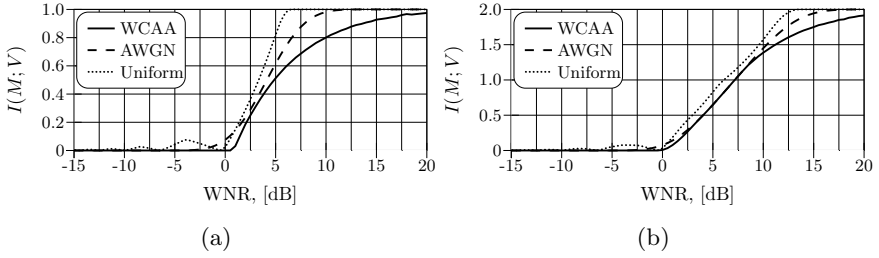 1.0
0.8
0.6
0.4
0.2
0
I(M; V)
WCAA
AWGN
Uniform
-15 -10 -5 0 5 10 15 20
WNR, [dB]
(a)
2.0
1.5
1.0
0.5
0
I(M; V)
WCAA
AWGN
Uniform
-15 -10 -5 0 5 10 15 20
WNR, [dB]
(b)